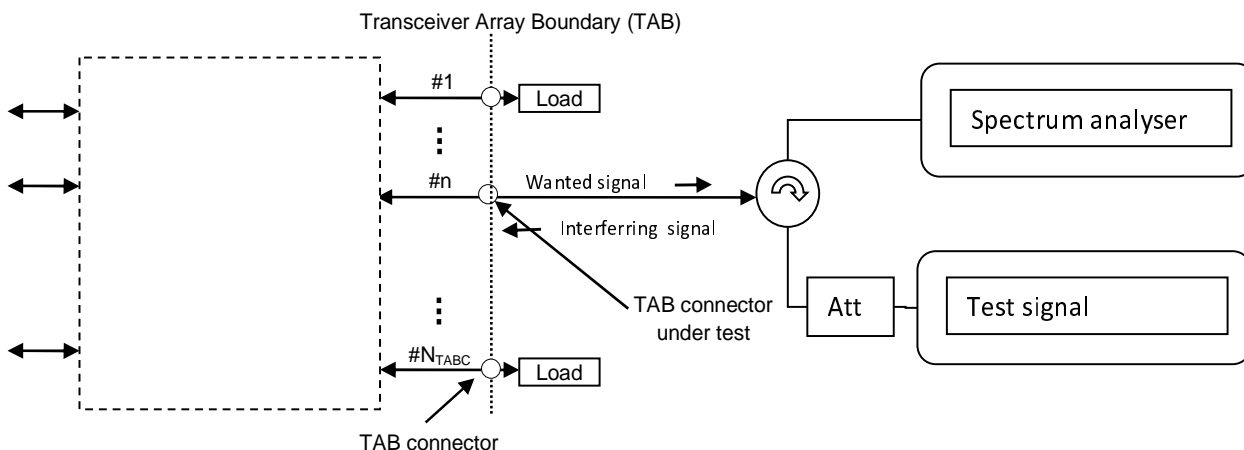 Transceiver Array Boundary (TAB)
#1
Load
Spectrum analyser
#n
Wanted signal
Interferring signal
TAB connector
under test
Att
Test signal
#NTABC
Load
TAB connector